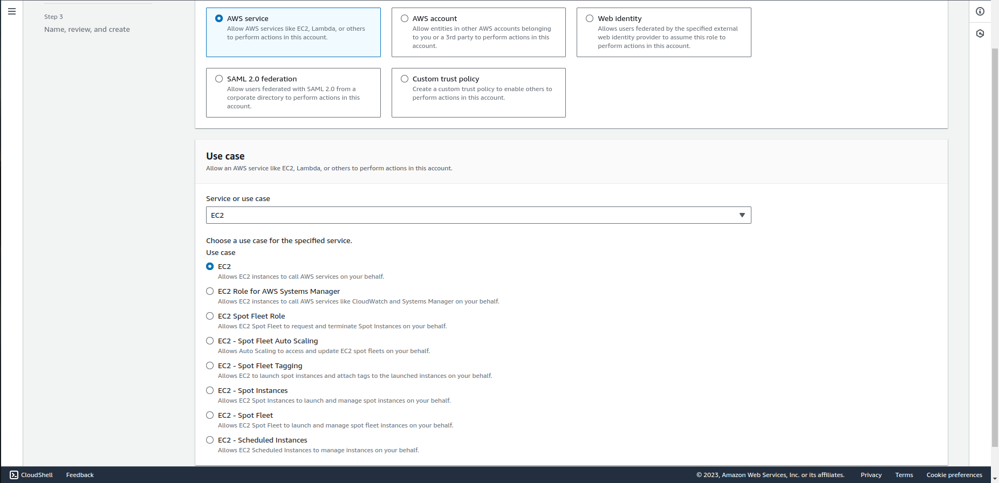 Step 3
Name, review, and create
AWS service
Allow AWS services like EC2, Lambda, or others
to perform actions in this account.
AWS account
Allow entities in other AWS accounts belonging
to you or a 3rd party to perform actions in this
account.
Web identity
Allows users federated by the specified external
web identity provider to assume this role to
perform actions in this account.
SAML 2.0 federation
Allow users federated with SAML 2.0 from a
corporate directory to perform actions in this
account.
Custom trust policy
Create a custom trust policy to enable others to
perform actions in this account.
Use case
Allow an AWS service like EC2, Lambda, or others to perform actions in this account.
Service or use case
EC2
Choose a use case for the specified service.
Use case
EC2
Allows EC2 instances to call AWS services on your behalf.
EC2 Role for AWS Systems Manager
Allows EC2 instances to call AWS services like CloudWatch and Systems Manager on your behalf.
EC2 Spot Fleet Role
Allows EC2 Spot Fleet to request and terminate Spot Instances on your behalf.
EC2 - Spot Fleet Auto Scaling
Allows Auto Scaling to access and update EC2 spot fleets on your behalf.
EC2 - Spot Fleet Tagging
Allows EC2 to launch spot instances and attach tags to the launched instances on your behalf.
EC2 - Spot Instances
Allows EC2 Spot Instances to launch and manage spot instances on your behalf.
EC2 - Spot Fleet
Allows EC2 Spot Fleet to launch and manage spot fleet instances on your behalf.
EC2 - Scheduled Instances
Allows EC2 Scheduled Instances to manage instances on your behalf.
CloudShell Feedback © 2023, Amazon Web Services, Inc. or its affiliates. Privacy Terms Cookie preferences